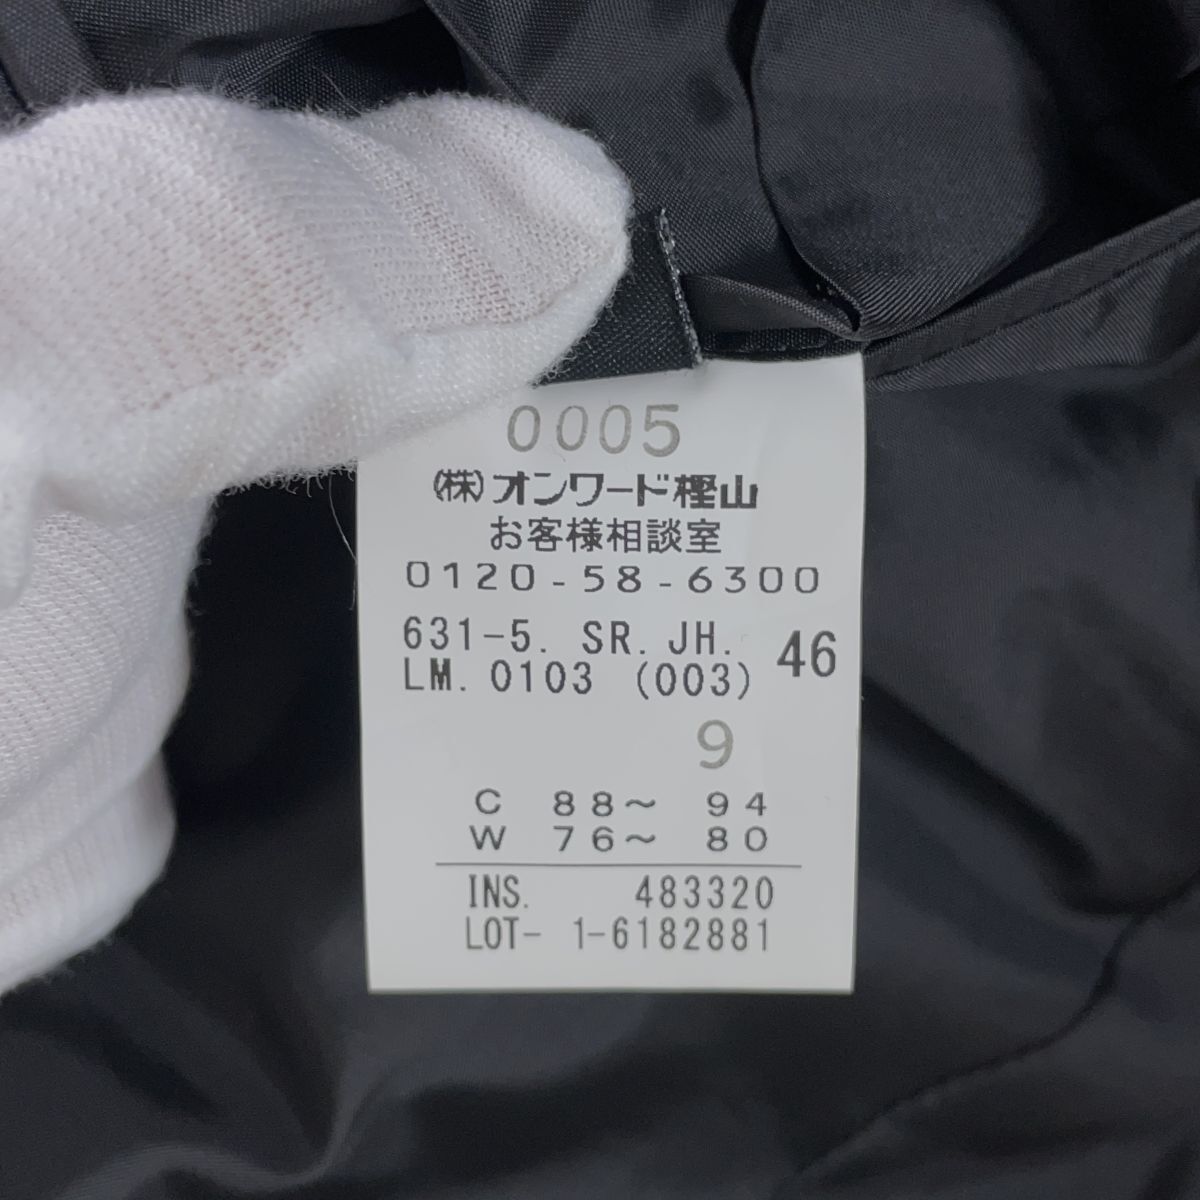 0005
(株)オンワード樫山
お客様相談室
0120-58-6300
631-5. SR. JH. 46
LM. 0103 (003)
9
C 88~ 94
W 76~ 80
INS. 483320
LOT- 1-6182881